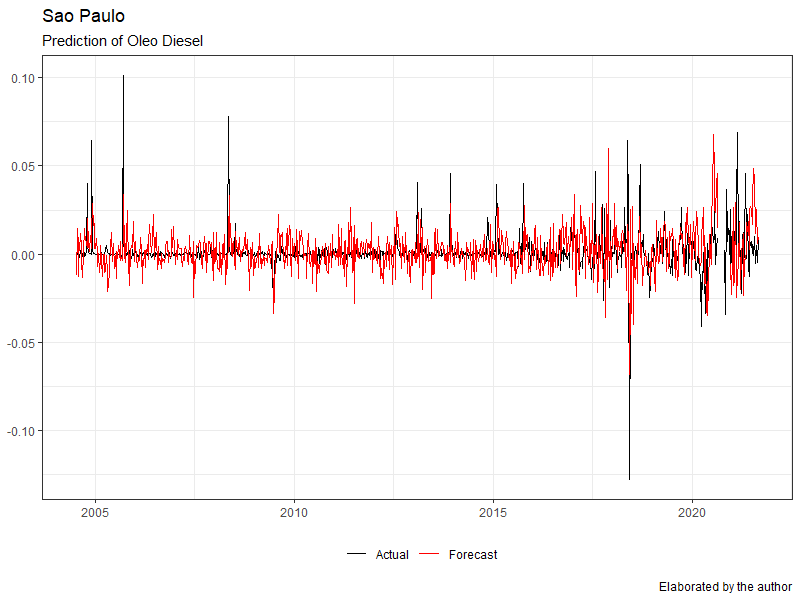 Sao Paulo
Prediction of Oleo Diesel
0.10
0.05
0.00
-0.05
-0.10
2005 2010 2015 2020
Actual Forecast
Elaborated by the author